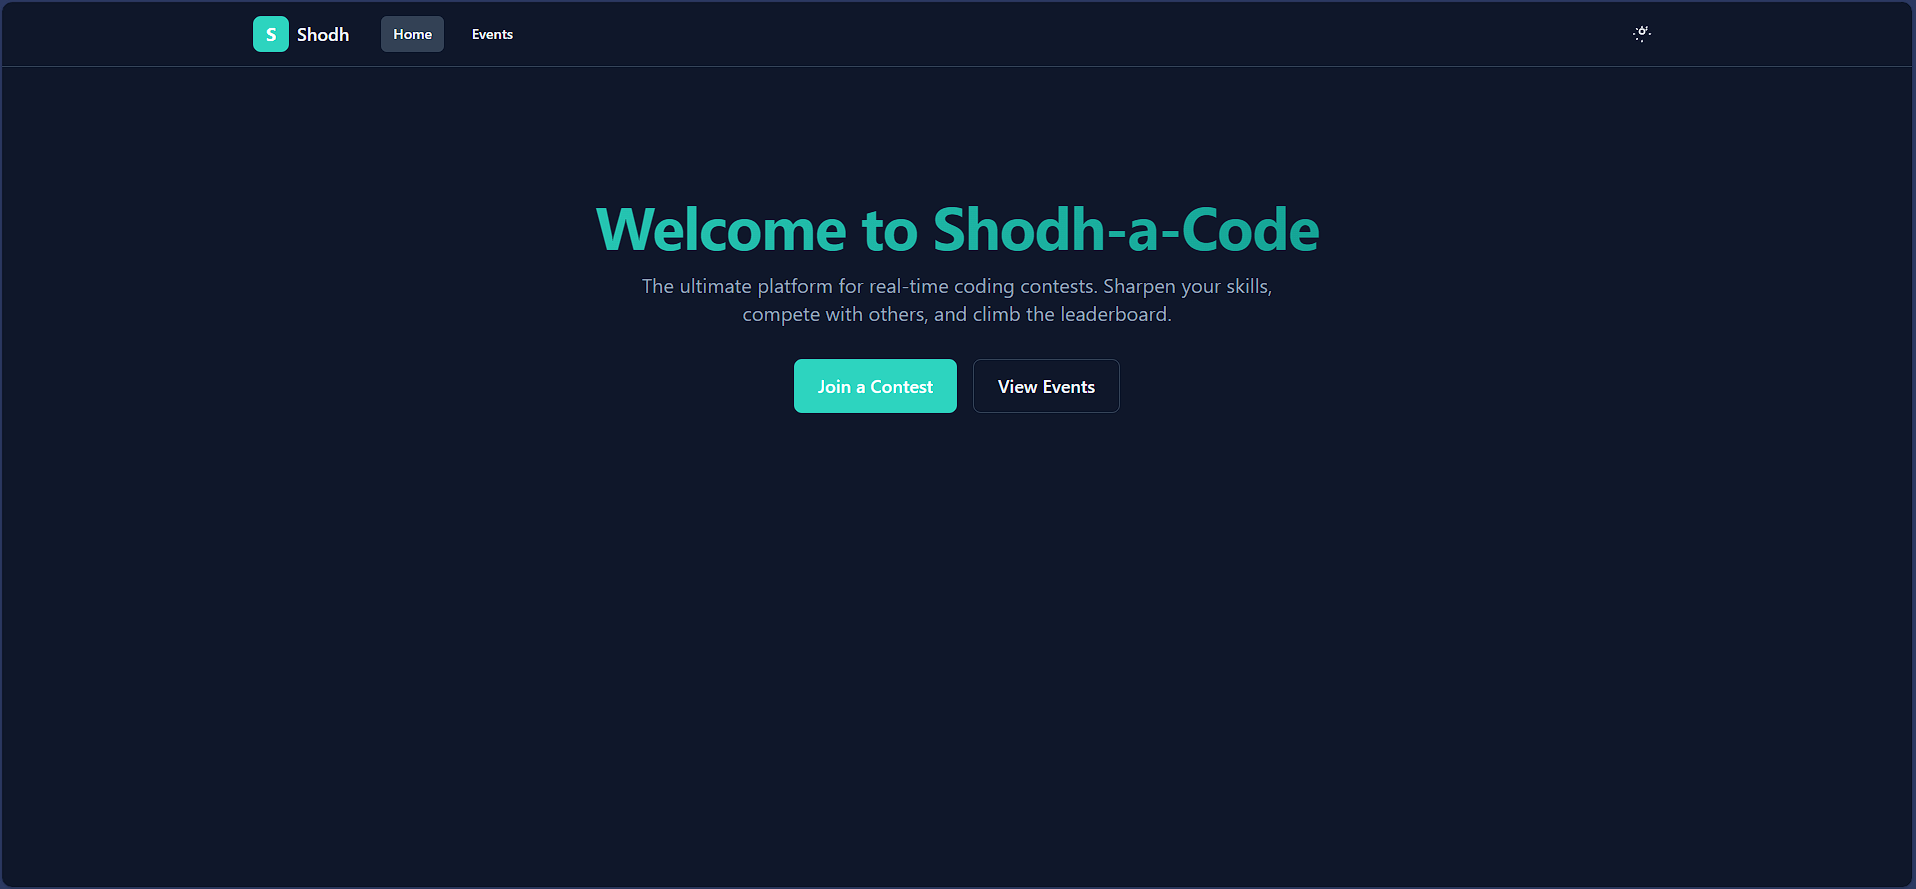 S Shodh Home Events
Welcome to Shodh-a-Code
The ultimate platform for real-time coding contests. Sharpen your skills,
compete with others, and climb the leaderboard.
Join a Contest View Events